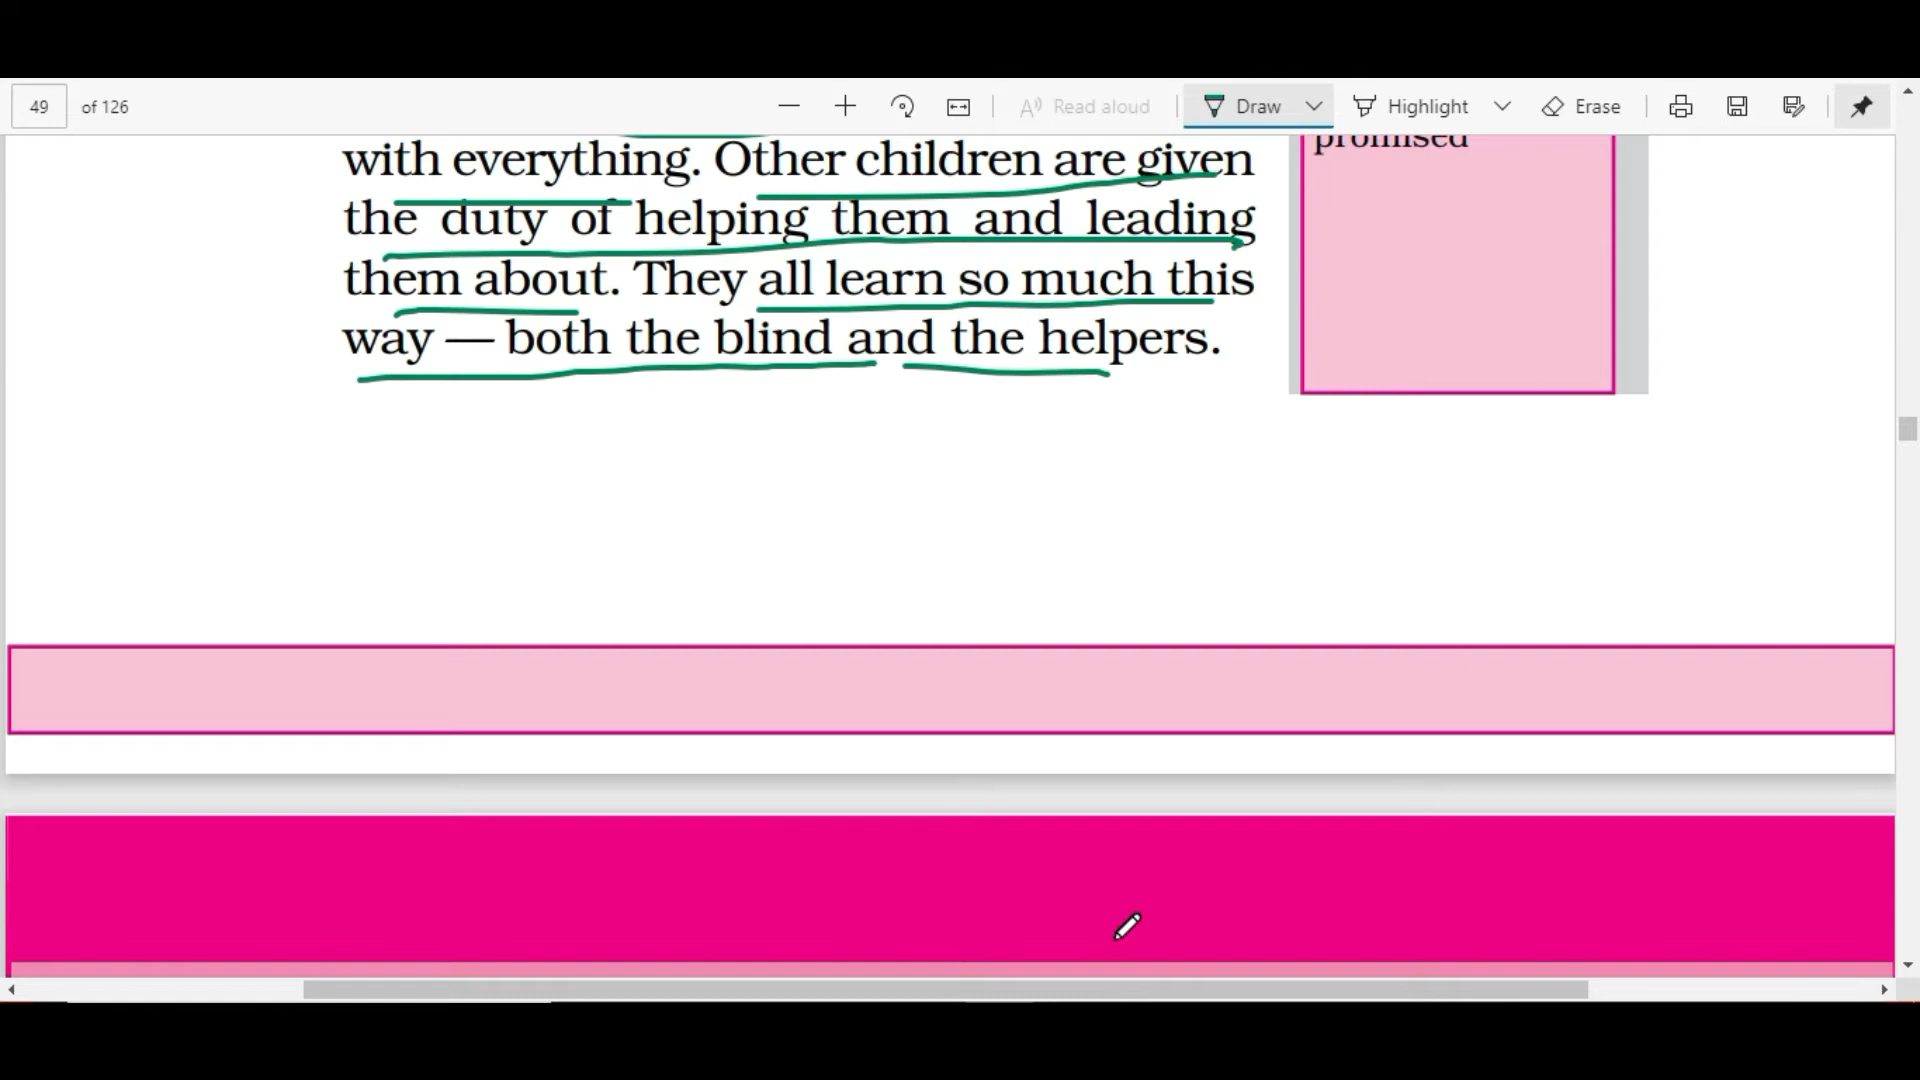 49 of 126
Read aloud
Draw
Highlight
Erase
with everything. Other children are given
the duty of helping them and leading
them about. They all learn so much this
way — both the blind and the helpers.
promised